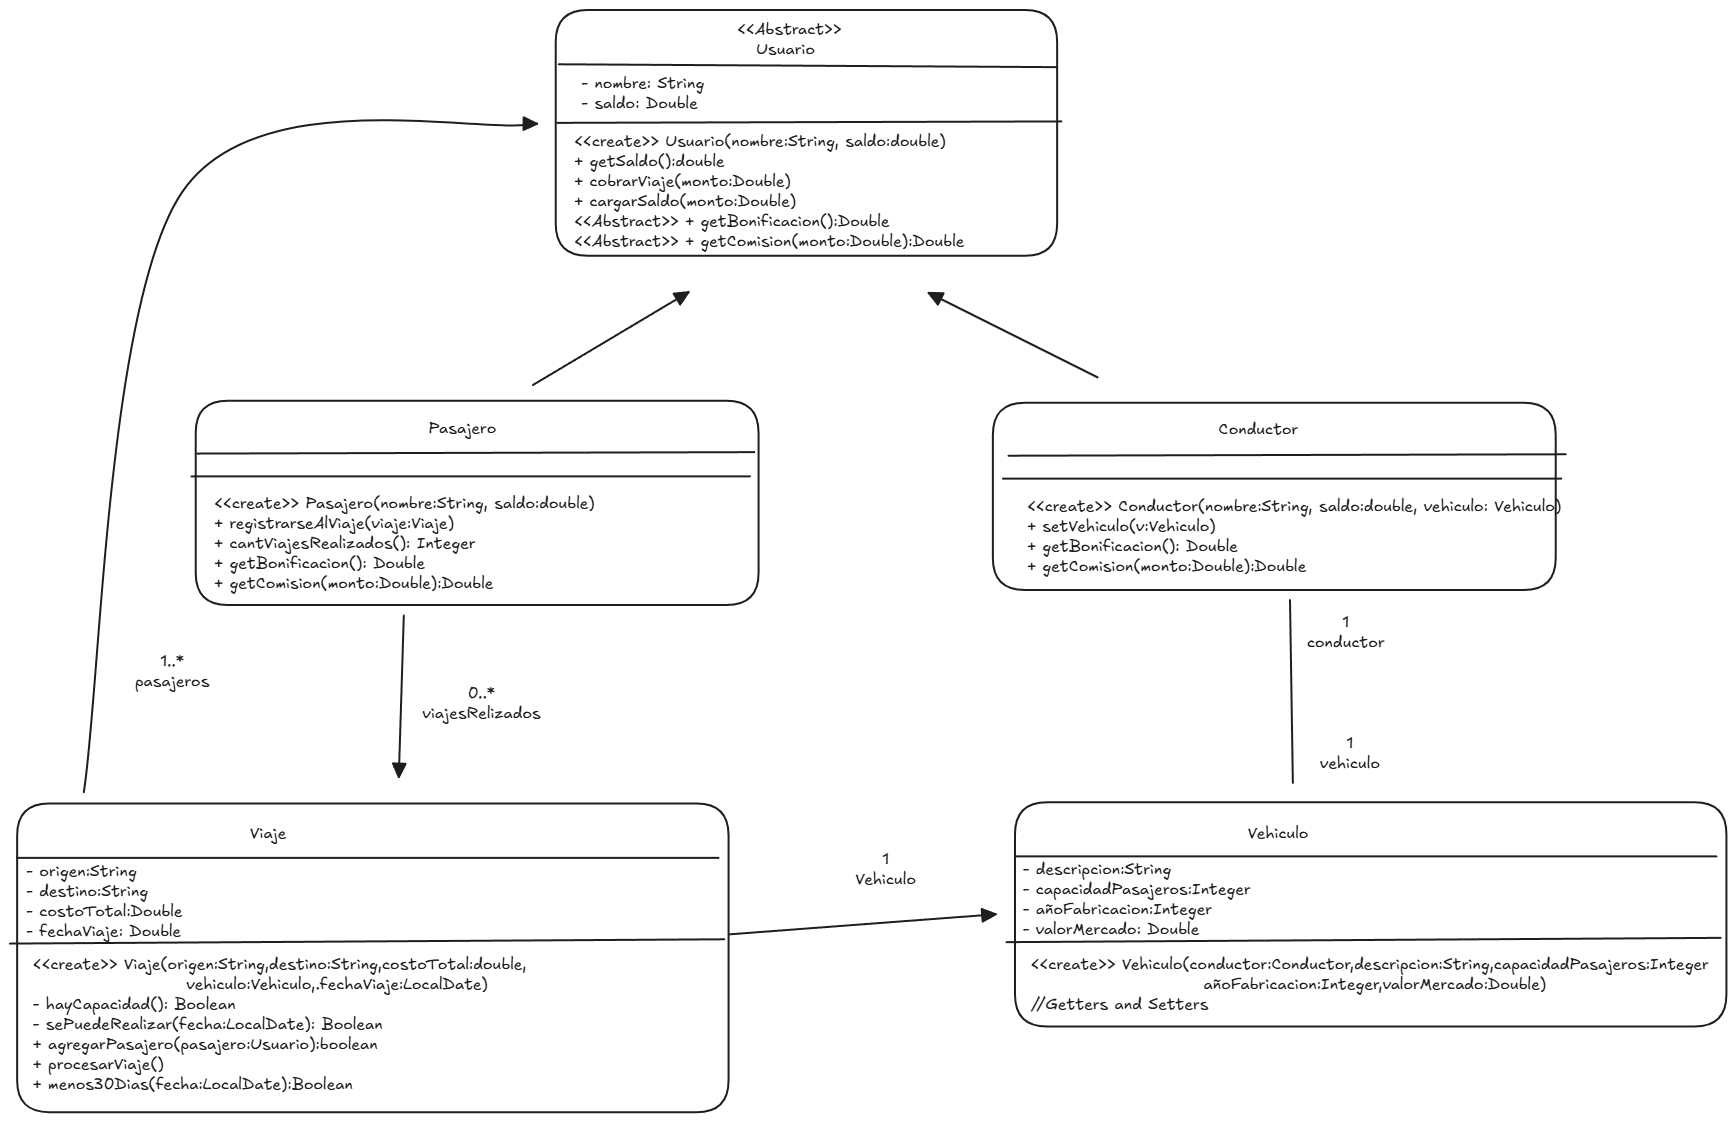 <<Abstract>>
Usuario
- nombre: String
- saldo: Double
<<create>> Usuario(nombre:String, saldo:double)
+ getSaldo():double
+ cobrarViaje(monto:Double)
+ cargarSaldo(monto:Double)
<<Abstract>> + getBonificacion():Double
<<Abstract>> + getComision(monto:Double):Double
Pasajero
<<create>> Pasajero(nombre:String, saldo:double)
+ registrarseAlViaje(viaje:Viaje)
+ cantViajesRealizados(): Integer
+ getBonificacion(): Double
+ getComision(monto:Double):Double
Conductor
<<create>> Conductor(nombre:String, saldo:double, vehiculo: Vehiculo)
+ setVehiculo(v:Vehiculo)
+ getBonificacion(): Double
+ getComision(monto:Double):Double
1..*
pasajeros
0..*
viajesRelizados
1
conductor
1
vehiculo
Viaje
- origen:String
- destino:String
- costoTotal:Double
- fechaViaje: Double
<<create>> Viaje(origen:String,destino:String,costoTotal:double,
vehiculo:Vehiculo,.fechaViaje:LocalDate)
- hayCapacidad(): Boolean
- sePuedeRealizar(fecha:LocalDate): Boolean
+ agregarPasajero(pasajero:Usuario):boolean
+ procesarViaje()
+ menos30Dias(fecha:LocalDate):Boolean
1
Vehiculo
Vehiculo
- descripcion:String
- capacidadPasajeros:Integer
- añoFabricacion:Integer
- valorMercado: Double
<<create>> Vehiculo(conductor:Conductor,descripcion:String,capacidadPasajeros:Integer
añoFabricacion:Integer,valorMercado:Double)
//Getters and Setters